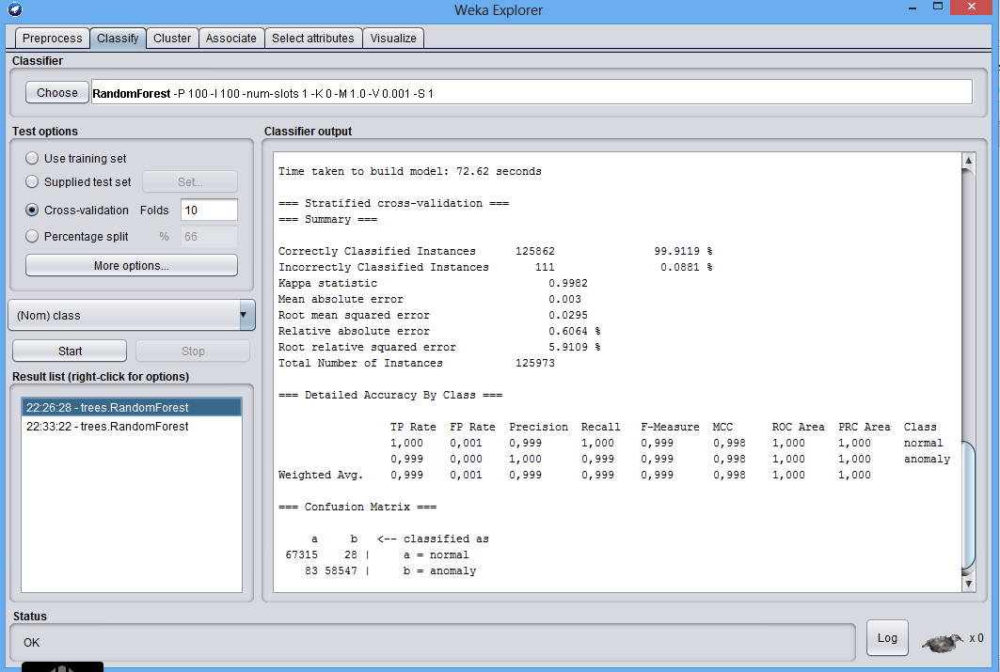 Weka Explorer
Preprocess Classify Cluster Associate Select attributes Visualize
Classifier
Choose RandomForest -P 100 -I 100 -num-slots 1 -K 0 -M 1.0 -V 0.001 -S 1
Test options
Use training set
Supplied test set Set...
Cross-validation Folds 10
Percentage split % 66
More options...
(Nom) class
Start Stop
Result list (right-click for options)
22:26:28 - trees.RandomForest
22:33:22 - trees.RandomForest
Classifier output
Time taken to build model: 72.62 seconds
=== Stratified cross-validation ===
=== Summary ===
Correctly Classified Instances 125862 99.9119 %
Incorrectly Classified Instances 111 0.0881 %
Kappa statistic 0.9982
Mean absolute error 0.003
Root mean squared error 0.0295
Relative absolute error 0.6064 %
Root relative squared error 5.9109 %
Total Number of Instances 125973
=== Detailed Accuracy By Class ===
TP Rate FP Rate Precision Recall F-Measure MCC ROC Area PRC Area Class
1,000 0,001 0,999 1,000 0,999 0,998 1,000 1,000 normal
0,999 0,000 1,000 0,999 0,999 0,998 1,000 1,000 anomaly
Weighted Avg. 0,999 0,001 0,999 0,999 0,999 0,998 1,000 1,000
=== Confusion Matrix ===
a b <-- classified as
67315 28 | a = normal
83 58547 | b = anomaly
Status
OK
Log x 0